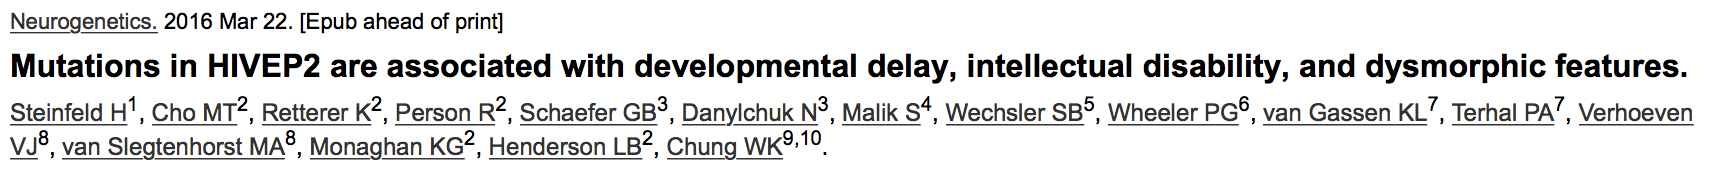 Neurogenetics. 2016 Mar 22. [Epub ahead of print]
Mutations in HIVEP2 are associated with developmental delay, intellectual disability, and dysmorphic features.
Steinfeld H1, Cho MT2, Retterer K2, Person R2, Schaefer GB3, Danylchuk N3, Malik S4, Wechsler SB5, Wheeler PG6, van Gassen KL7, Terhal PA7, Verhoeven
VJ8, van Slegtenhorst MA8, Monaghan KG2, Henderson LB2, Chung WK9,10.